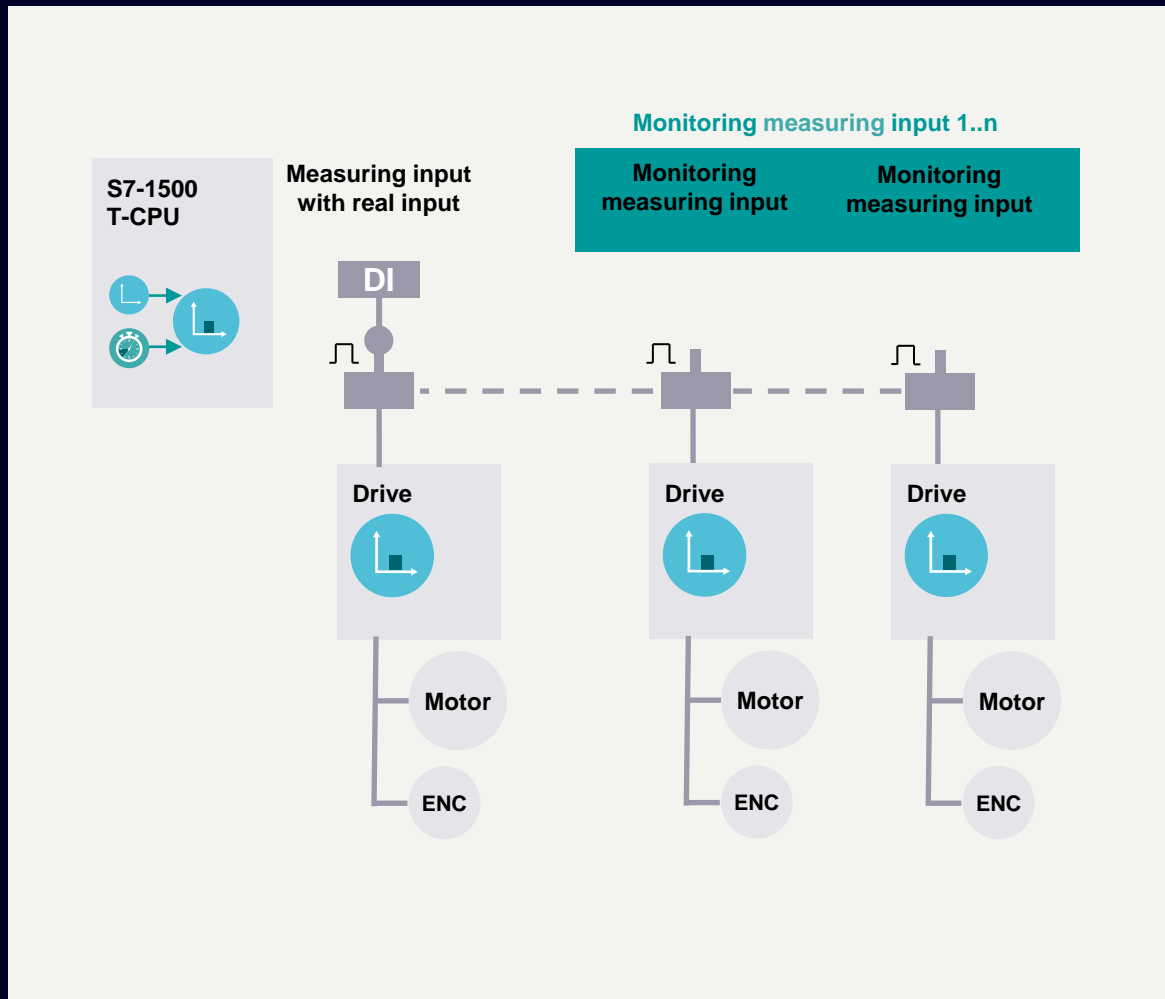 Monitoring measuring input 1..n
S7-1500
T-CPU
Measuring input
with real input
Monitoring
measuring input
Monitoring
measuring input
DI
Drive
Drive
Drive
Motor
Motor
Motor
ENC
ENC
ENC